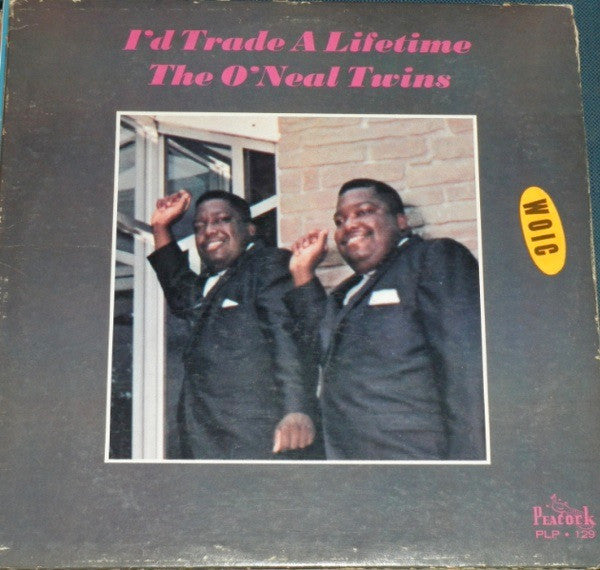 I'd Trade A Lifetime
The O'Neal Twins
WOIC
PEACOCK
PLP • 129